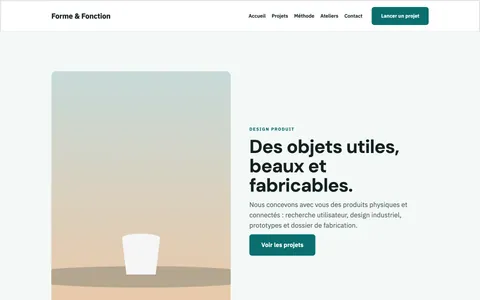 Forme & Fonction
Accueil Projets Méthode Ateliers Contact Lancer un projet
DESIGN PRODUIT
Des objets utiles,
beaux et
fabricables.
Nous concevons avec vous des produits physiques et
connectés : recherche utilisateur, design industriel,
prototypes et dossier de fabrication.
Voir les projets